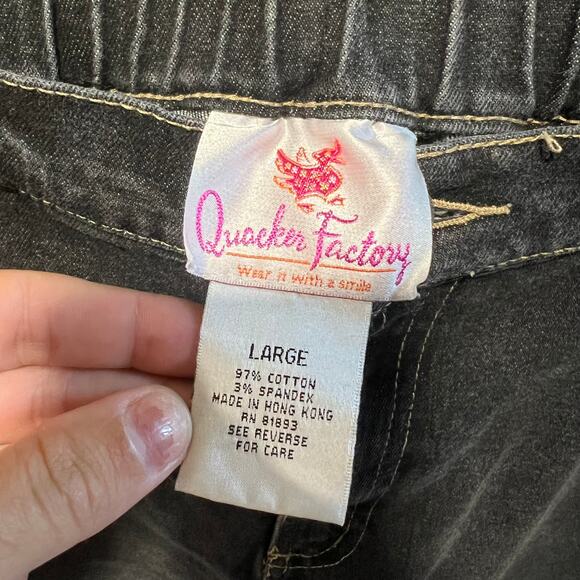 Quacker Factory
Wear it with a smile
LARGE
97% COTTON
3% SPANDEX
MADE IN HONG KONG
RN 81893
SEE REVERSE
FOR CARE